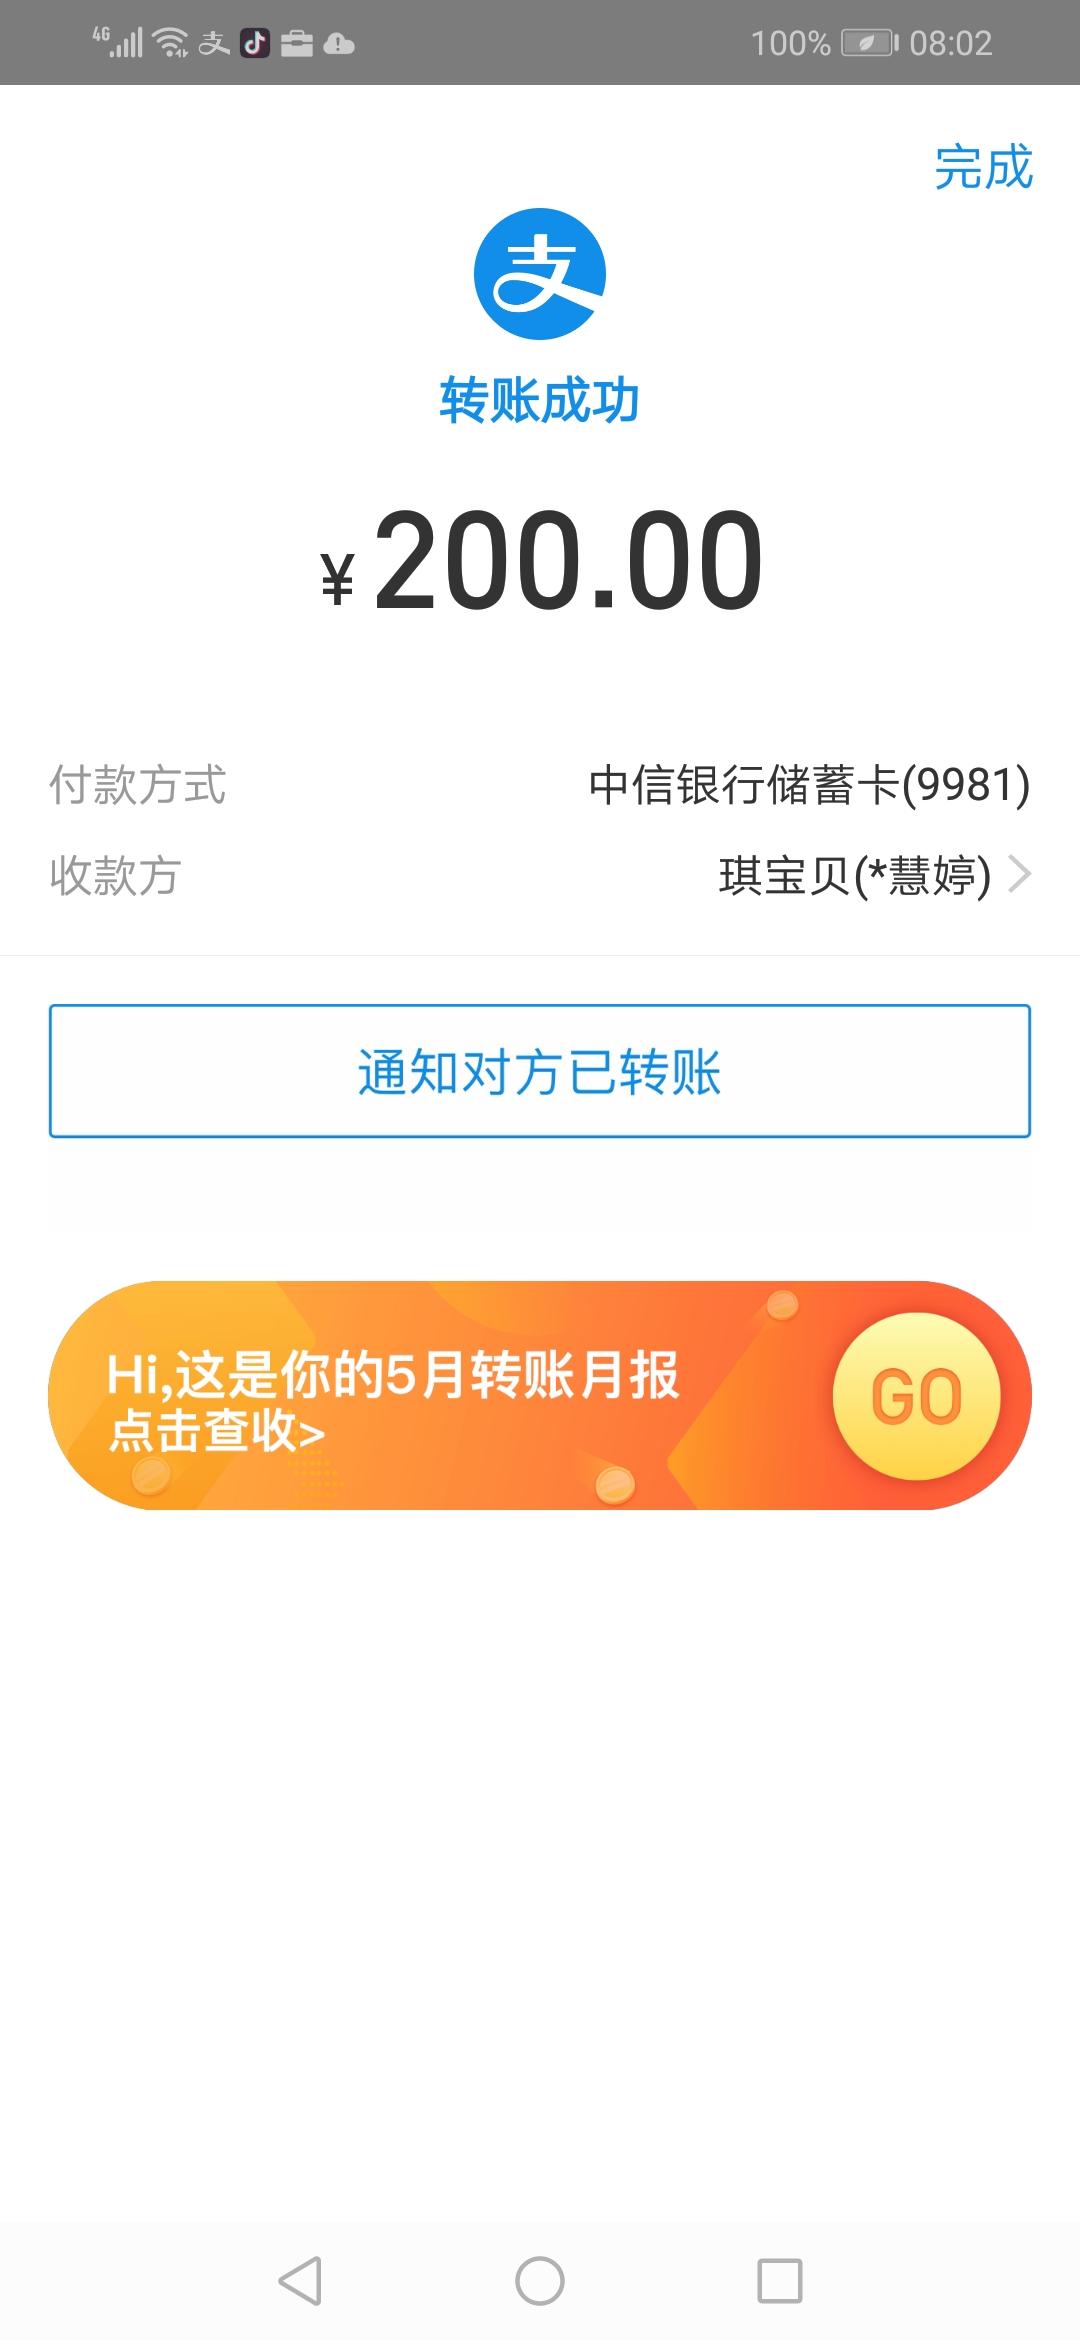 4G 100% 08:02
完成
支
转账成功
¥200.00
付款方式 中信银行储蓄卡(9981)
收款方 琪宝贝(*慧婷)
通知对方已转账
Hi,这是你的5月转账月报
点击查收>
GO